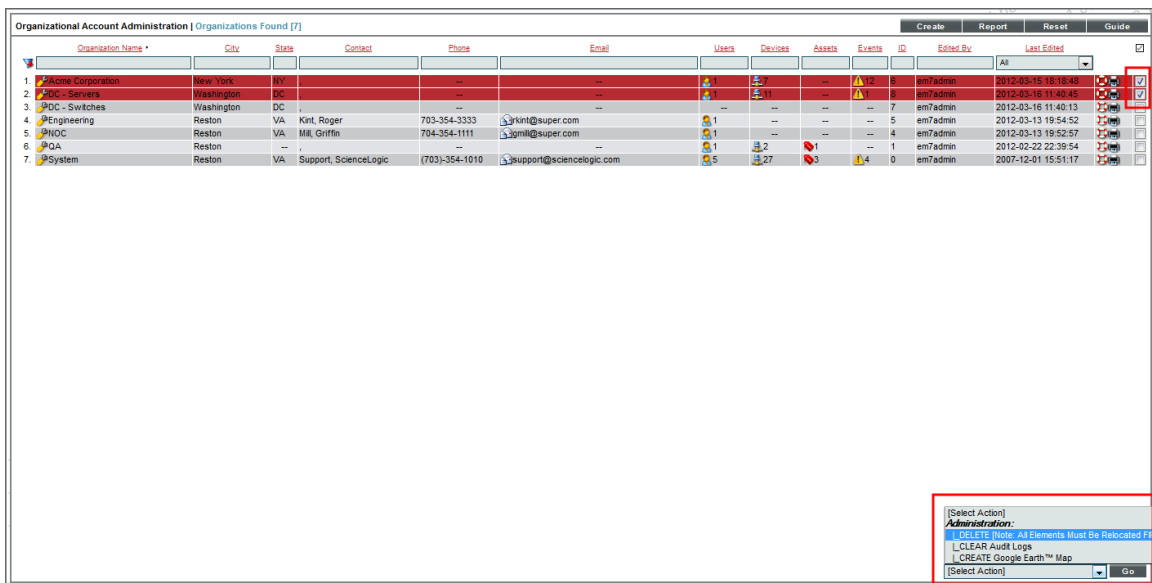 Organizational Account Administration | Organizations Found [7] Create Report Reset Guide
Organization Name • City State Contact Phone Email Users Devices Assets Events ID Edited By Last Edited
All
1. Acme Corporation New York NY , -- -- 1 7 -- 12 6 em7admin 2012-03-15 18:18:48
2. DC - Servers Washington DC , -- -- 1 11 -- 1 8 em7admin 2012-03-16 11:40:45
3. DC - Switches Washington DC , -- -- -- -- -- -- 7 em7admin 2012-03-16 11:40:13
4. Engineering Reston VA Kint, Roger 703-354-3333 rkint@super.com 1 -- -- -- 5 em7admin 2012-03-13 19:54:52
5. NOC Reston VA Mill, Griffin 704-354-1111 gmill@super.com 1 -- -- -- 4 em7admin 2012-03-13 19:52:57
6. QA Reston -- , -- -- 1 2 1 -- 1 em7admin 2012-02-22 22:39:54
7. System Reston VA Support, ScienceLogic (703)-354-1010 support@sciencelogic.com 5 27 3 4 0 em7admin 2007-12-01 15:51:17
[Select Action]
Administration:
|_DELETE [Note: All Elements Must Be Relocated
|_CLEAR Audit Logs
|_CREATE Google Earth™ Map
[Select Action] Go